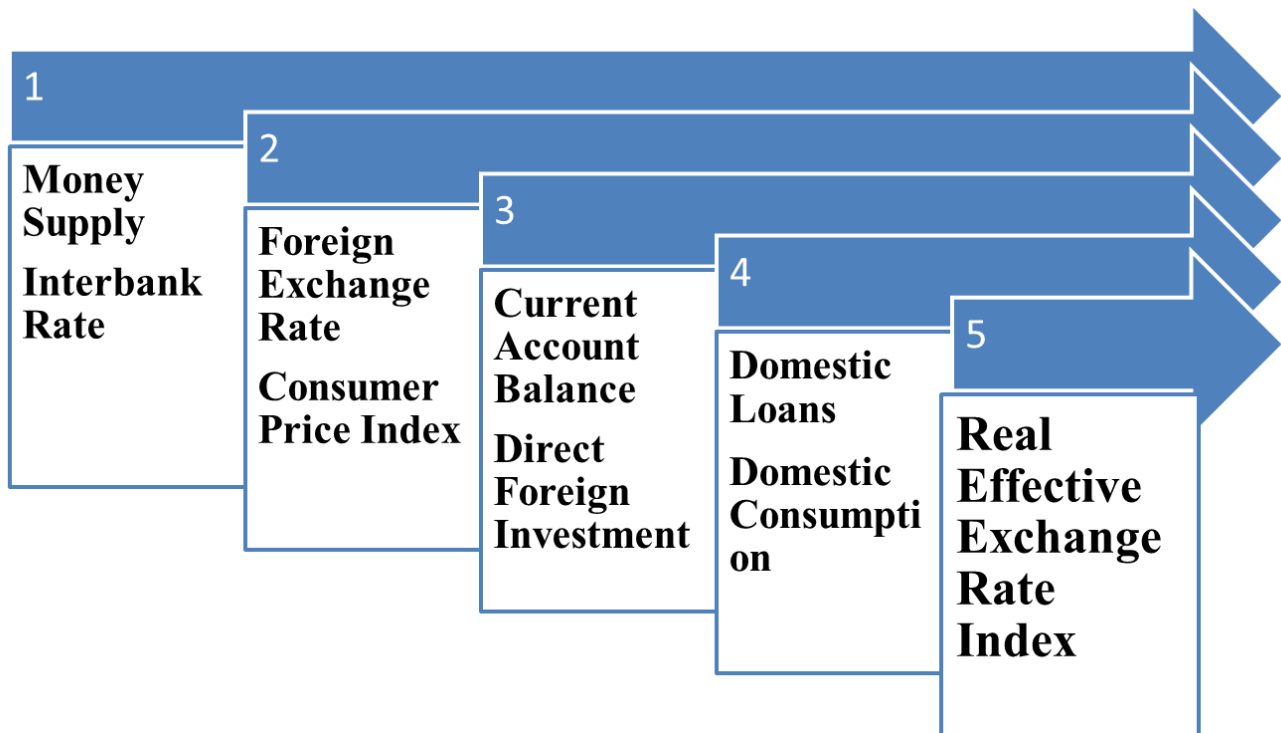 1
Money
Supply
Interbank
Rate
2
Foreign
Exchange
Rate
Consumer
Price Index
3
Current
Account
Balance
Direct
Foreign
Investment
4
Domestic
Loans
Domestic
Consumpti
on
5
Real
Effective
Exchange
Rate
Index